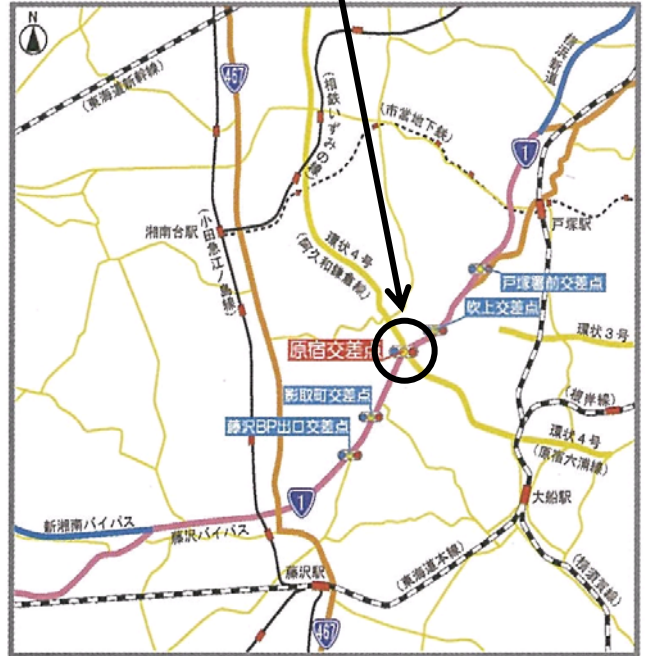 N
467
横浜新道
(東海道新幹線)
(相鉄いずみの線)
(市営地下鉄)
1
戸塚駅
湘南台駅
(小田急江ノ島線)
環状4号
(阿久和鎌倉線)
戸塚署前交差点
吹上交差点
環状3号
原宿交差点
影取町交差点
(根岸線)
藤沢BP出口交差点
環状4号
(原宿六浦線)
1
大船駅
新湘南バイパス
藤沢バイパス
藤沢駅
(東海道本線)
(横須賀線)
467